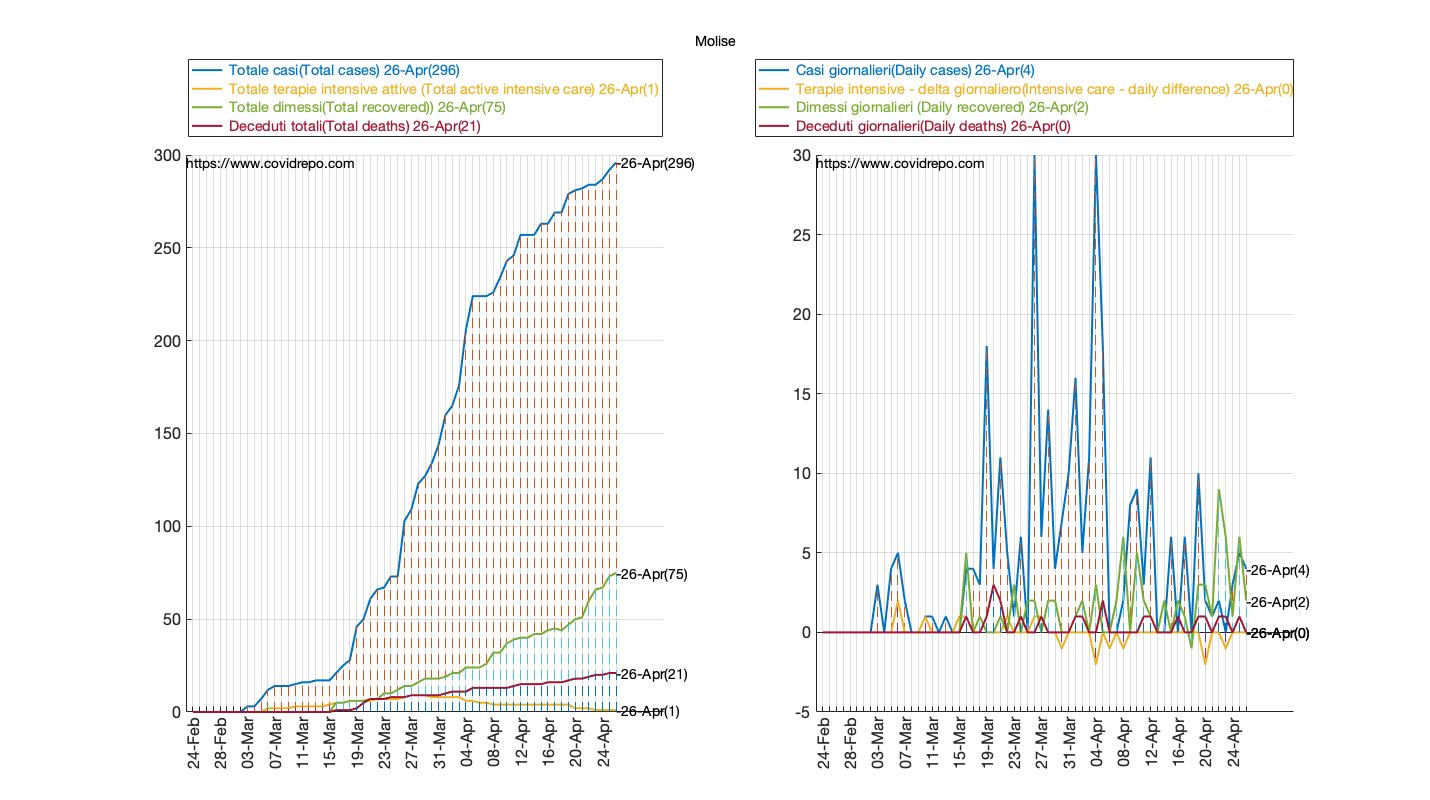 Molise
Totale casi(Total cases) 26-Apr(296)
Totale terapie intensive attive (Total active intensive care) 26-Apr(1)
Totale dimessi(Total recovered)) 26-Apr(75)
Deceduti totali(Total deaths) 26-Apr(21)
https://www.covidrepo.com
300
250
200
150
100
50
0
-26-Apr(296)
-26-Apr(75)
-26-Apr(21)
-26-Apr(1)
24-Feb
28-Feb
03-Mar
07-Mar
11-Mar
15-Mar
19-Mar
23-Mar
27-Mar
31-Mar
04-Apr
08-Apr
12-Apr
16-Apr
20-Apr
24-Apr
Casi giornalieri(Daily cases) 26-Apr(4)
Terapie intensive - delta giornaliero(Intensive care - daily difference) 26-Apr(0)
Dimessi giornalieri (Daily recovered) 26-Apr(2)
Deceduti giornalieri(Daily deaths) 26-Apr(0)
https://www.covidrepo.com
30
25
20
15
10
5
0
-5
-26-Apr(4)
-26-Apr(2)
-26-Apr(0)
24-Feb
28-Feb
03-Mar
07-Mar
11-Mar
15-Mar
19-Mar
23-Mar
27-Mar
31-Mar
04-Apr
08-Apr
12-Apr
16-Apr
20-Apr
24-Apr